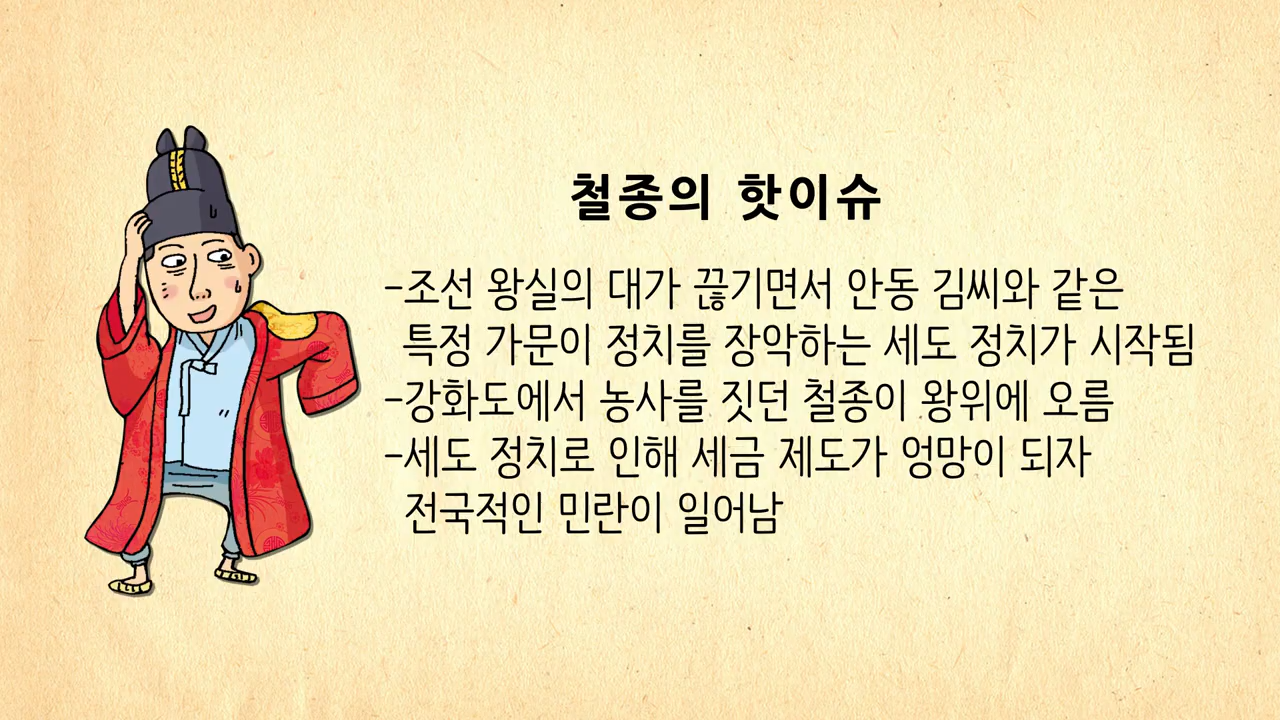 철종의 핫이슈
-조선 왕실의 대가 끊기면서 안동 김씨와 같은
특정 가문이 정치를 장악하는 세도 정치가 시작됨
-강화도에서 농사를 짓던 철종이 왕위에 오름
-세도 정치로 인해 세금 제도가 엉망이 되자
전국적인 민란이 일어남